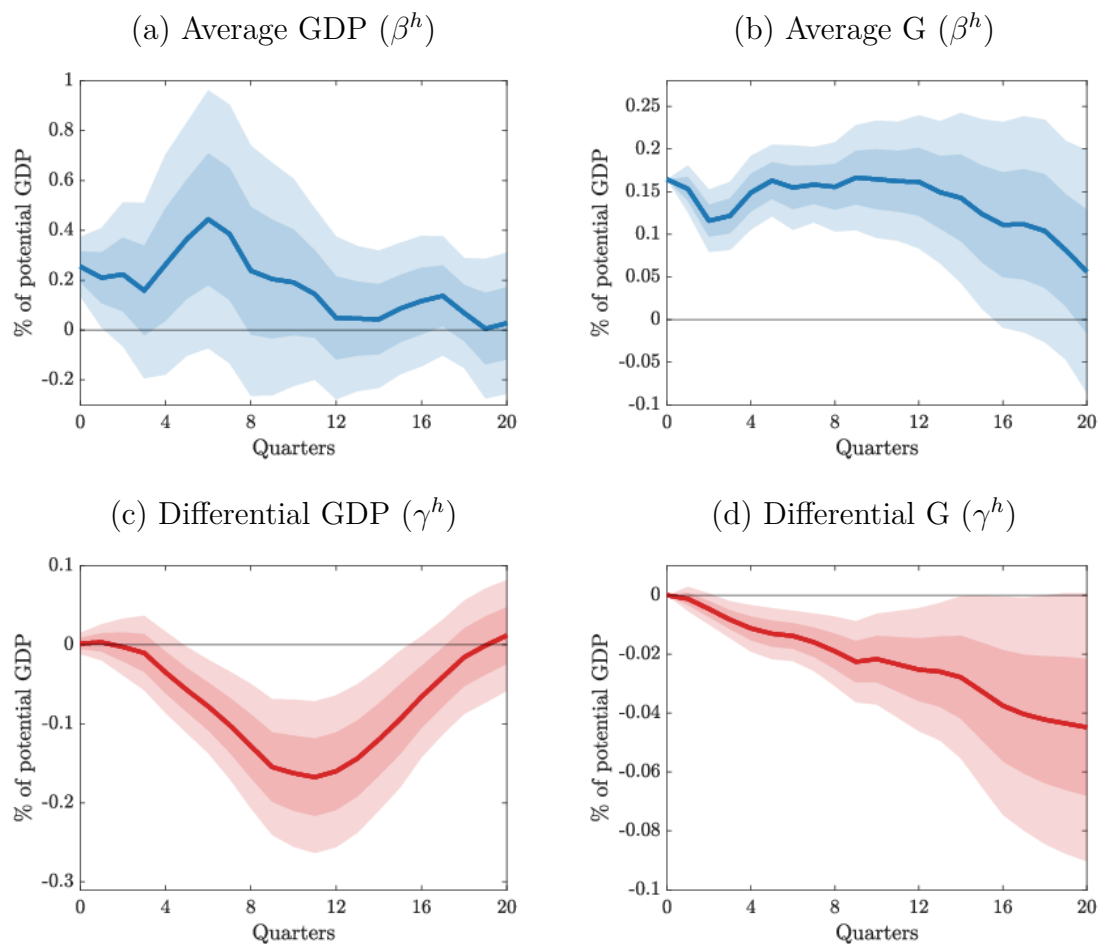 (a) Average GDP (β^h)
(b) Average G (β^h)
1
0.8
0.6
0.4
0.2
0
-0.2
% of potential GDP
0 4 8 12 16 20
Quarters
0.25
0.2
0.15
0.1
0.05
0
-0.05
-0.1
% of potential GDP
0 4 8 12 16 20
Quarters
(c) Differential GDP (γ^h)
(d) Differential G (γ^h)
0.1
0
-0.1
-0.2
-0.3
% of potential GDP
0 4 8 12 16 20
Quarters
0
-0.02
-0.04
-0.06
-0.08
-0.1
% of potential GDP
0 4 8 12 16 20
Quarters